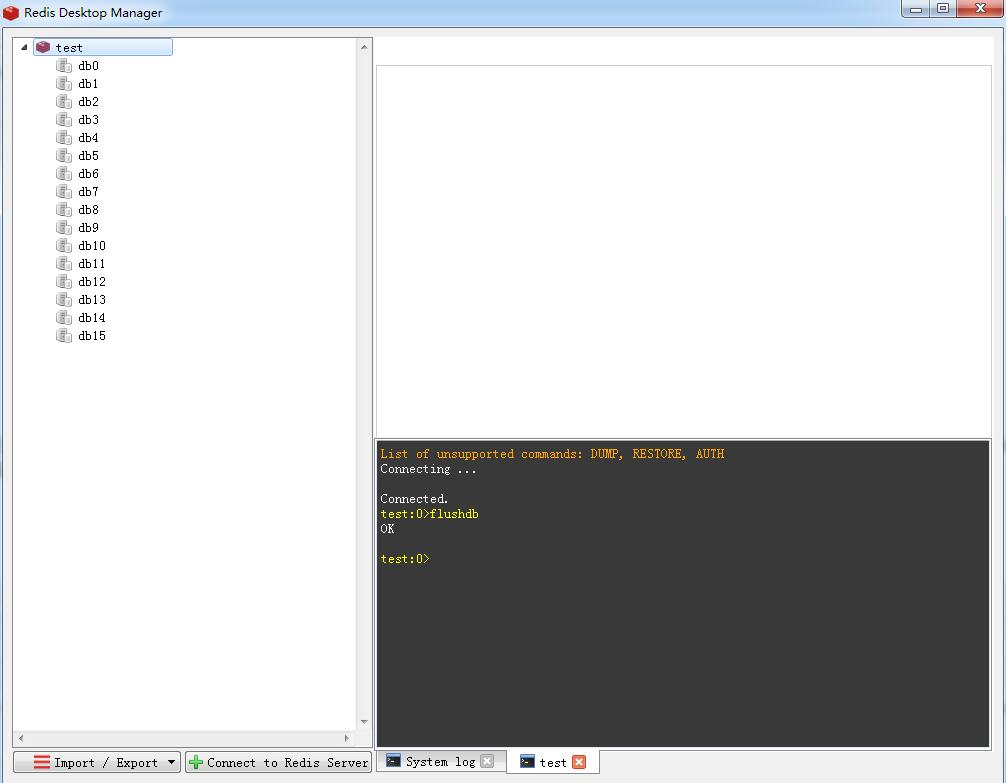 Redis Desktop Manager
test
db0
db1
db2
db3
db4
db5
db6
db7
db8
db9
db10
db11
db12
db13
db14
db15
List of unsupported commands: DUMP, RESTORE, AUTH
Connecting ...
Connected.
test:0>flushdb
OK
test:0>
Import / Export
Connect to Redis Server
System log
test